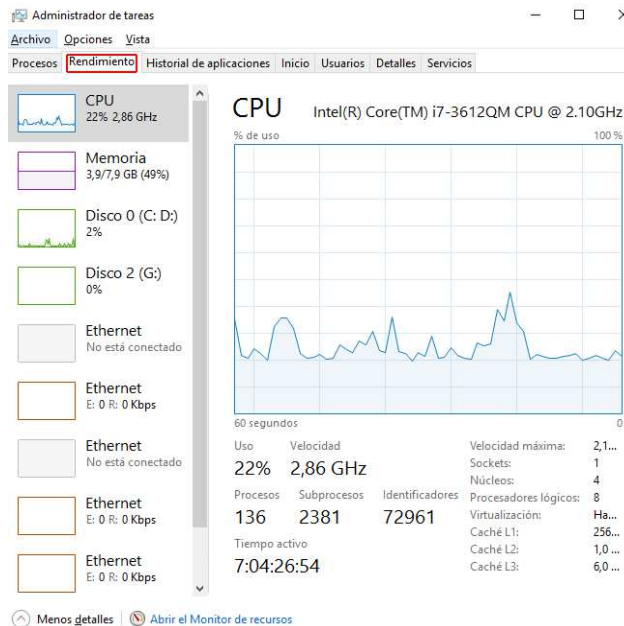 Administrador de tareas
Archivo Opciones Vista
Procesos Rendimiento Historial de aplicaciones Inicio Usuarios Detalles Servicios
CPU
22% 2,86 GHz
Memoria
3,9/7,9 GB (49%)
Disco 0 (C: D:)
2%
Disco 2 (G:)
0%
Ethernet
No está conectado
Ethernet
E: 0 R: 0 Kbps
Ethernet
No está conectado
Ethernet
E: 0 R: 0 Kbps
Ethernet
E: 0 R: 0 Kbps
CPU Intel(R) Core(TM) i7-3612QM CPU @ 2.10GHz
% de uso 100 %
60 segundos 0
Uso Velocidad
22% 2,86 GHz
Procesos Subprocesos Identificadores
136 2381 72961
Tiempo activo
7:04:26:54
Velocidad máxima: 2,1...
Sockets: 1
Núcleos: 4
Procesadores lógicos: 8
Virtualización: Ha...
Caché L1: 256...
Caché L2: 1,0 ...
Caché L3: 6,0 ...
Menos detalles Abrir el Monitor de recursos